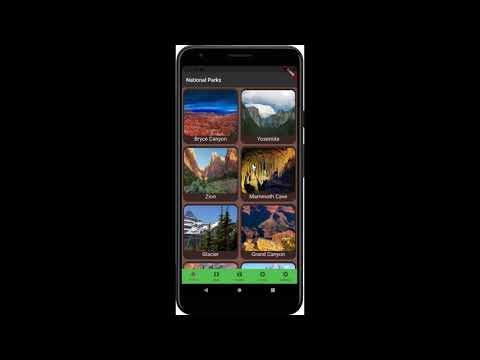 National Parks
Bryce Canyon
Yosemite
Zion
Mammoth Cave
Glacier
Grand Canyon